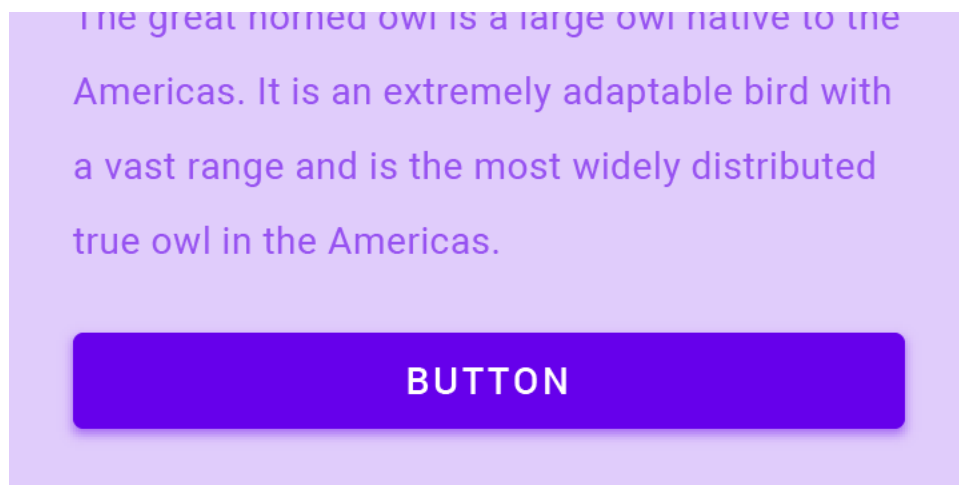 The great horned owl is a large owl native to the
Americas. It is an extremely adaptable bird with
a vast range and is the most widely distributed
true owl in the Americas.
BUTTON